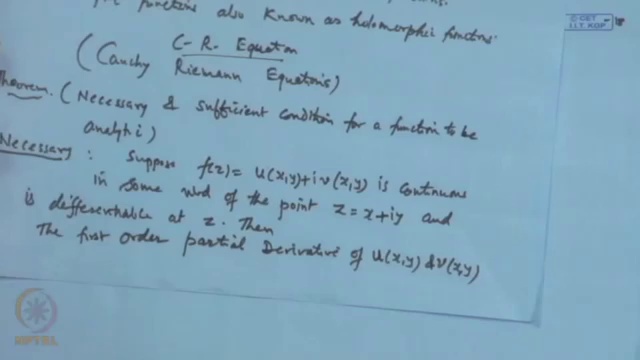 functions also known as holomorphic functions.
C-R. Equation
(Cauchy Riemann Equations)
Theorem. (Necessary & sufficient condition for a function to be
analytic)
Necessary : Suppose f(z) = u(x,y)+iv(x,y) is continuous
in some nbd of the point z = x+iy and
is differentiable at z. Then
The first order partial Derivative of u(x,y) & v(x,y)
© CET
I.I.T. KGP
NPTEL